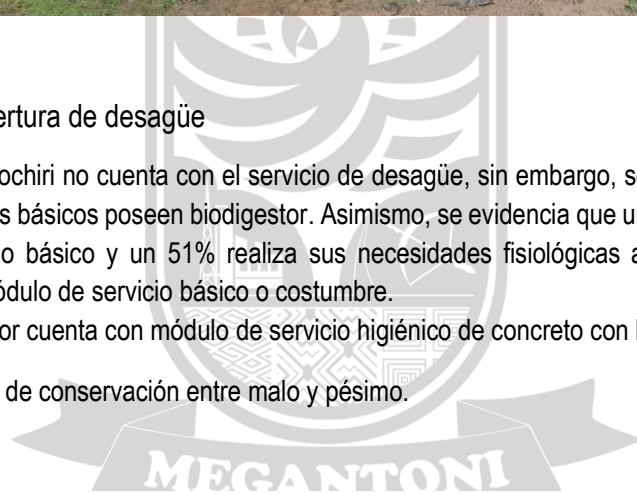 ertura de desagüe
ochiri no cuenta con el servicio de desagüe, sin embargo, s
s básicos poseen biodigestor. Asimismo, se evidencia que u
o básico y un 51% realiza sus necesidades fisiológicas a
ódulo de servicio básico o costumbre.
or cuenta con módulo de servicio higiénico de concreto con l
de conservación entre malo y pésimo.
MEGANTONI